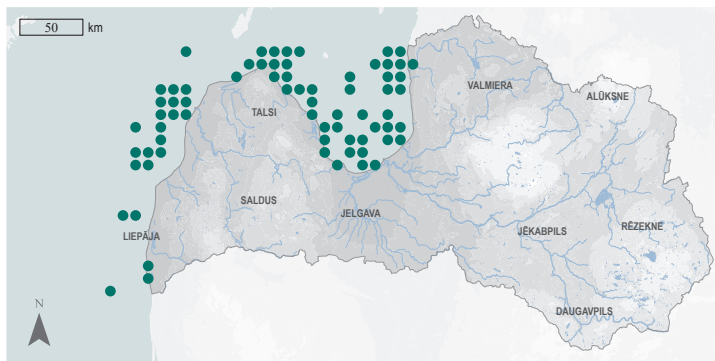 50 km
VALMIERA
ALŪKSNE
TALSI
SALDUS
JELGAVA
LIEPĀJA
JĒKABPILS
RĒZEKNE
DAUGAVPILS
N